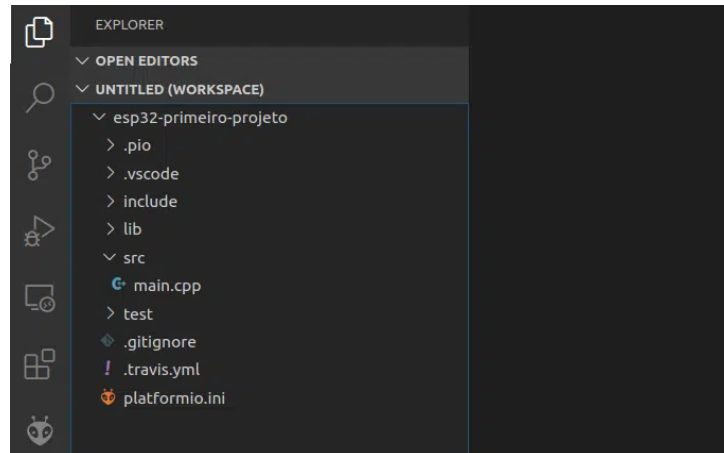 EXPLORER
OPEN EDITORS
UNTITLED (WORKSPACE)
esp32-primeiro-projeto
.pio
.vscode
include
lib
src
main.cpp
test
.gitignore
.travis.yml
platformio.ini